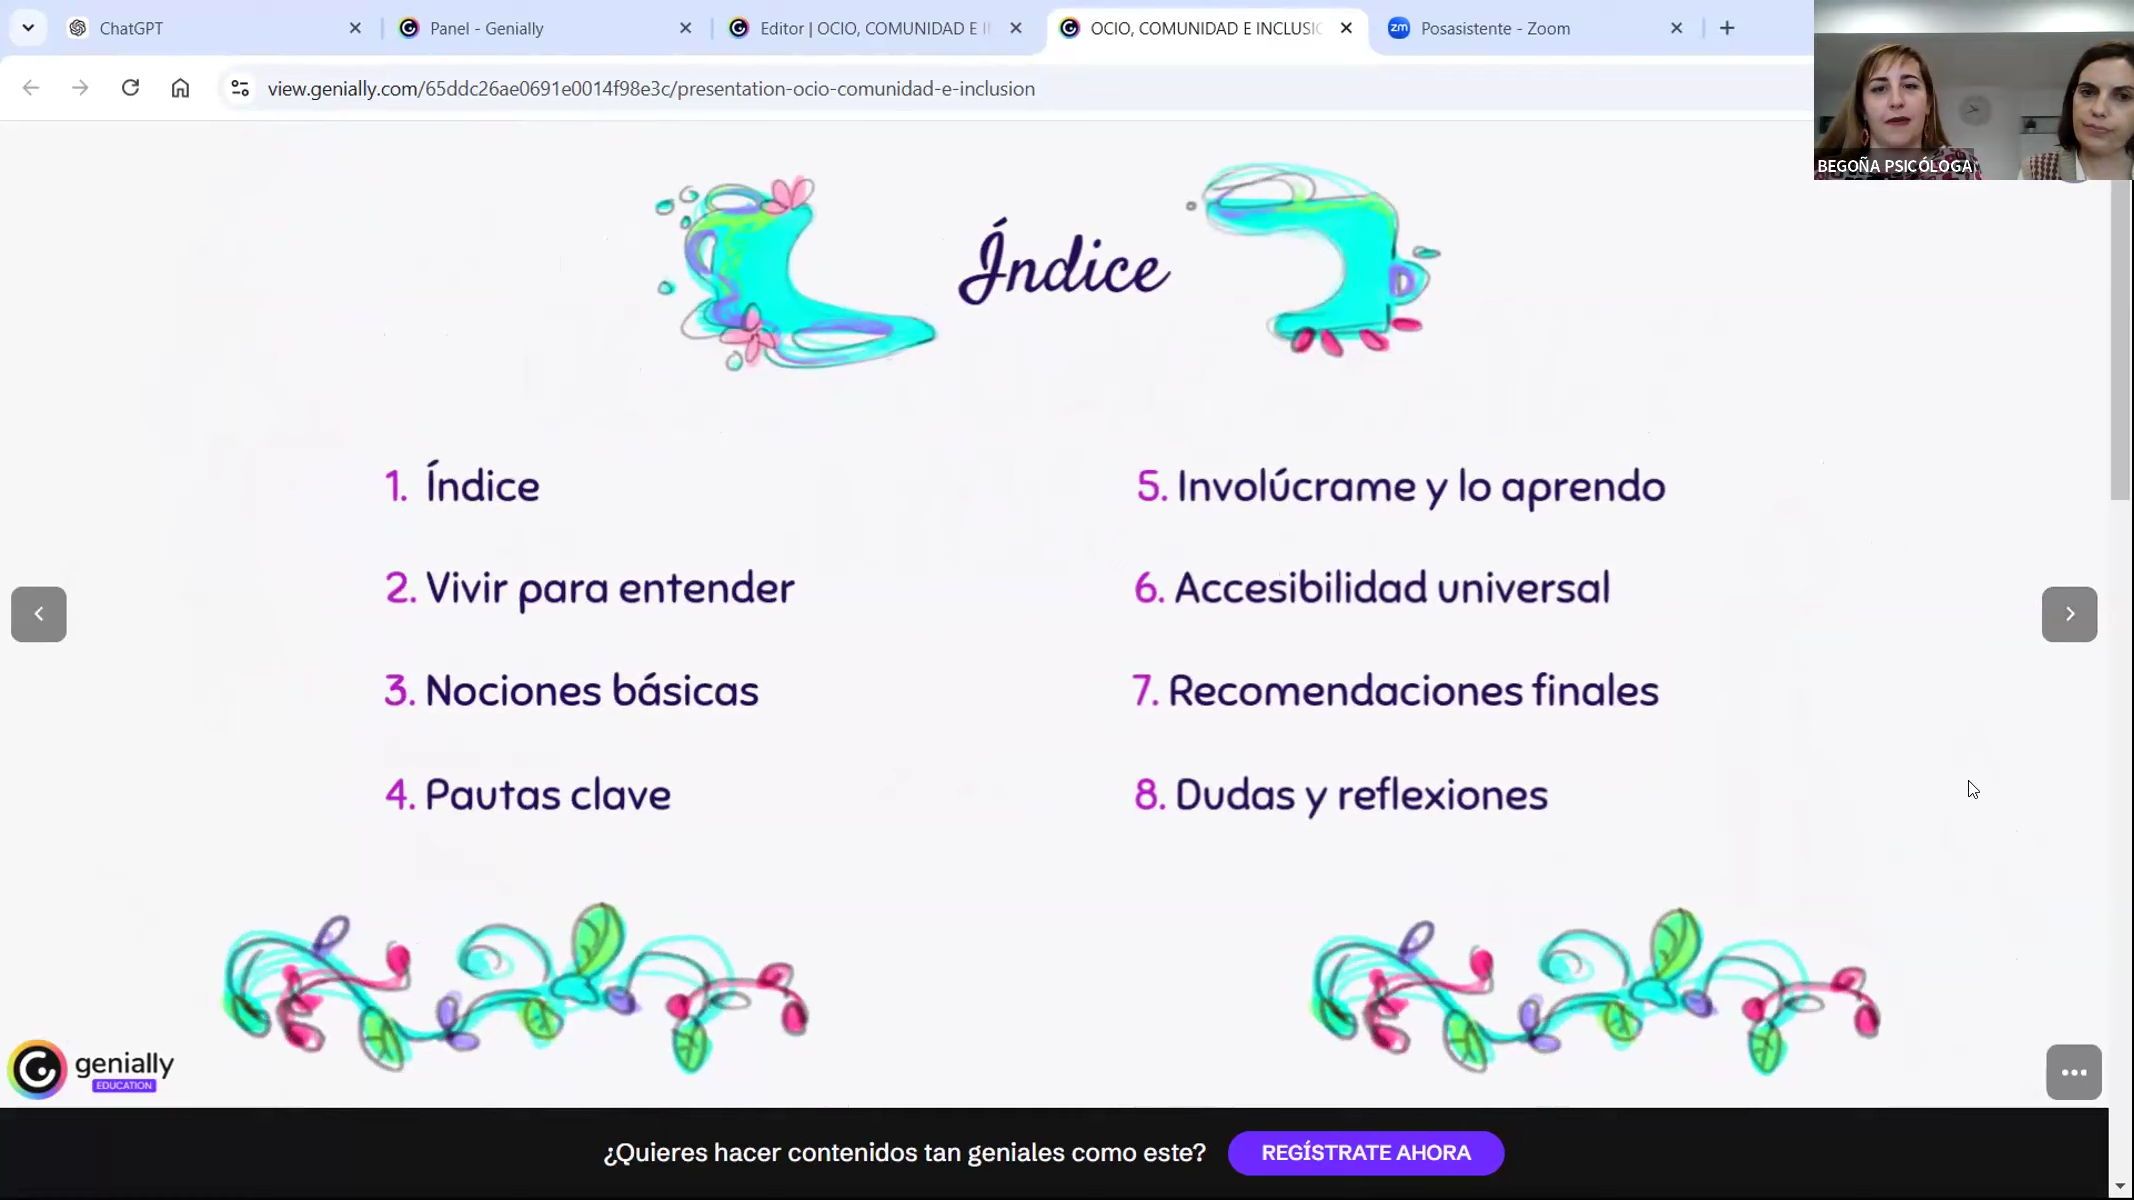 ChatGPT
Panel - Genially
Editor | OCIO, COMUNIDAD E I
OCIO, COMUNIDAD E INCLUSIO
zm
Posasistente - Zoom
view.genially.com/65ddc26ae0691e0014f98e3c/presentation-ocio-comunidad-e-inclusion
BEGOÑA PSICÓLOGA
Índice
1. Índice
2. Vivir para entender
3. Nociones básicas
4. Pautas clave
5. Involúcrame y lo aprendo
6. Accesibilidad universal
7. Recomendaciones finales
8. Dudas y reflexiones
genially
EDUCATION
¿Quieres hacer contenidos tan geniales como este?
REGÍSTRATE AHORA